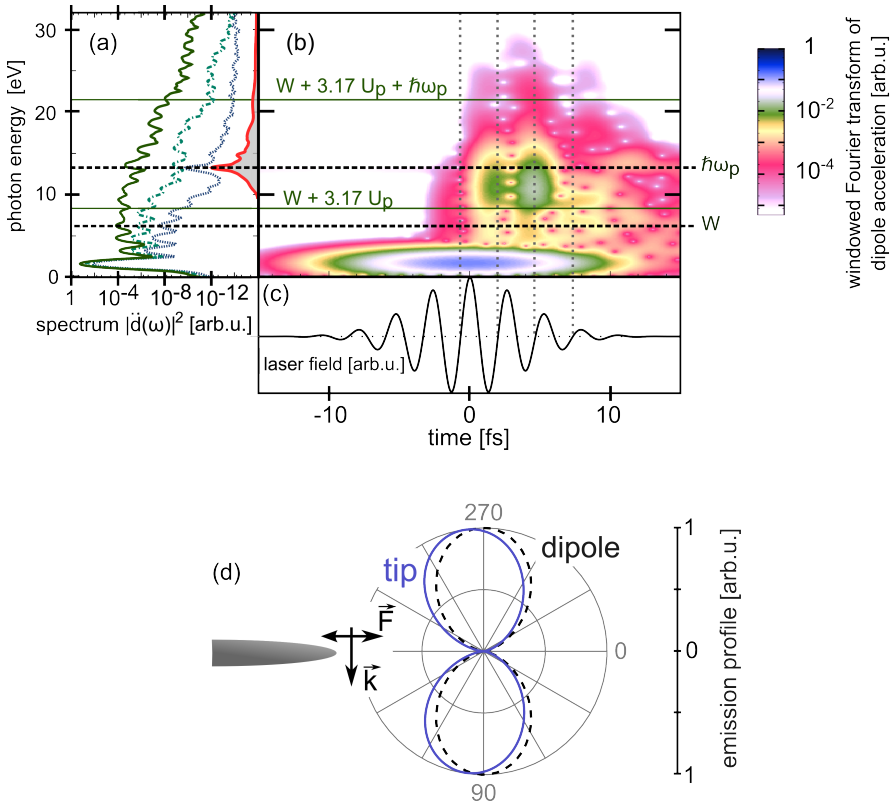 (a)
(b)
30
20
10
0
photon energy [eV]
W + 3.17 Up + ħωp
W + 3.17 Up
ħωp
W
1
10-4
10-8
10-12
spectrum |d̈(ω)|2 [arb.u.]
1
10-2
10-4
windowed Fourier transform of
dipole acceleration [arb.u.]
(c)
laser field [arb.u.]
-10
0
10
time [fs]
(d)
270
dipole
tip
F⃗
k⃗
0
90
1
0
1
emission profile [arb.u.]